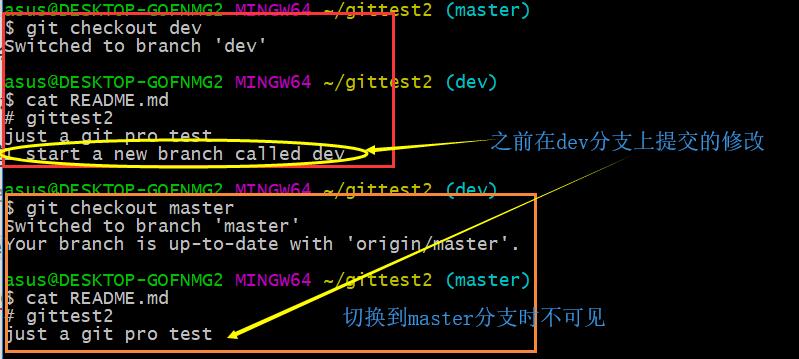 asus@DESKTOP-GOFNMG2 MINGW64 ~/gittest2 (master)
$ git checkout dev
Switched to branch 'dev'
asus@DESKTOP-GOFNMG2 MINGW64 ~/gittest2 (dev)
$ cat README.md
# gittest2
just a git pro test
I start a new branch called dev
之前在dev分支上提交的修改
asus@DESKTOP-GOFNMG2 MINGW64 ~/gittest2 (dev)
$ git checkout master
Switched to branch 'master'
Your branch is up-to-date with 'origin/master'.
asus@DESKTOP-GOFNMG2 MINGW64 ~/gittest2 (master)
$ cat README.md
# gittest2
切换到master分支时不可见
just a git pro test